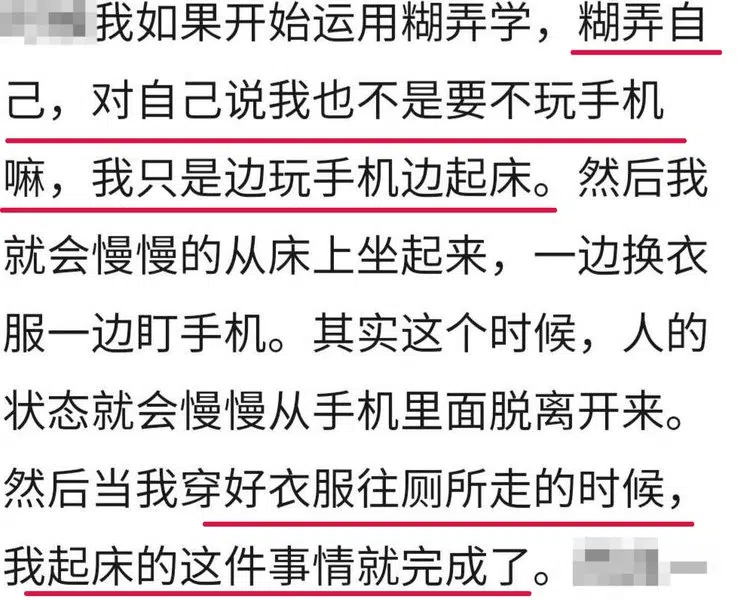 我如果开始运用糊弄学，糊弄自
己，对自己说我也不是要不玩手机
嘛，我只是边玩手机边起床。然后我
就会慢慢的从床上坐起来，一边换衣
服一边盯手机。其实这个时候，人的
状态就会慢慢从手机里面脱离开来。
然后当我穿好衣服往厕所走的时候，
我起床的这件事情就完成了。